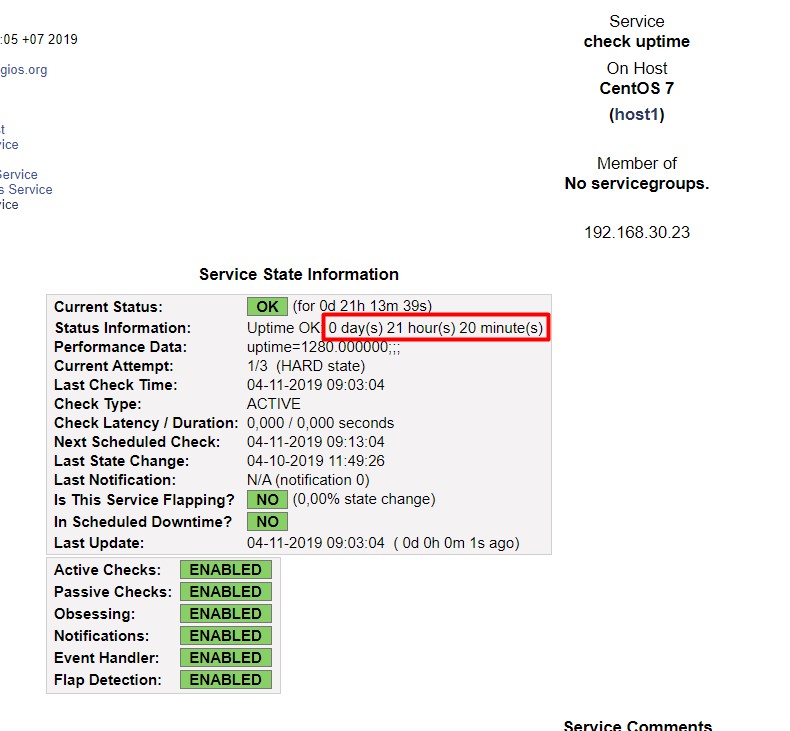 :05 +07 2019
gios.org
t
vice
Service
s Service
vice
Service
check uptime
On Host
CentOS 7
(host1)
Member of
No servicegroups.
192.168.30.23
Service State Information
Current Status: OK (for 0d 21h 13m 39s)
Status Information: Uptime OK 0 day(s) 21 hour(s) 20 minute(s)
Performance Data: uptime=1280.000000;;;
Current Attempt: 1/3 (HARD state)
Last Check Time: 04-11-2019 09:03:04
Check Type: ACTIVE
Check Latency / Duration: 0,000 / 0,000 seconds
Next Scheduled Check: 04-11-2019 09:13:04
Last State Change: 04-10-2019 11:49:26
Last Notification: N/A (notification 0)
Is This Service Flapping? NO (0,00% state change)
In Scheduled Downtime? NO
Last Update: 04-11-2019 09:03:04 ( 0d 0h 0m 1s ago)
Active Checks: ENABLED
Passive Checks: ENABLED
Obsessing: ENABLED
Notifications: ENABLED
Event Handler: ENABLED
Flap Detection: ENABLED
Service Comments